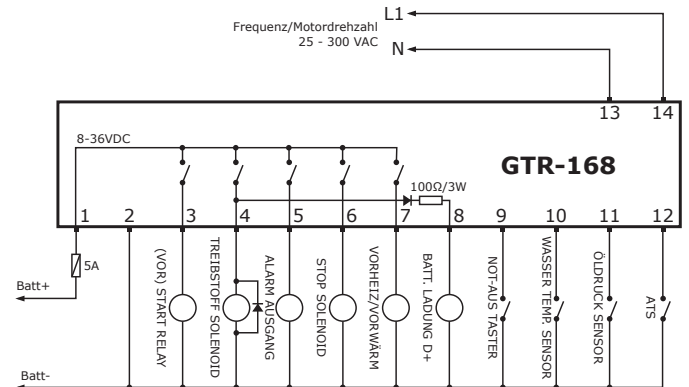 Frequenz/Motordrehzahl
25 - 300 VAC
L1
N
13
14
8-36VDC
GTR-168
100Ω/3W
1
2
3
4
5
6
7
8
9
10
11
12
5A
Batt+
Batt-
(VOR) START RELAY
TREIBSTOFF SOLENOID
ALARM AUSGANG
STOP SOLENOID
VORHEIZ/VORWÄRM
BATT. LADUNG D+
NOT-AUS TASTER
WASSER TEMP. SENSOR
ÖLDRUCK SENSOR
ATS